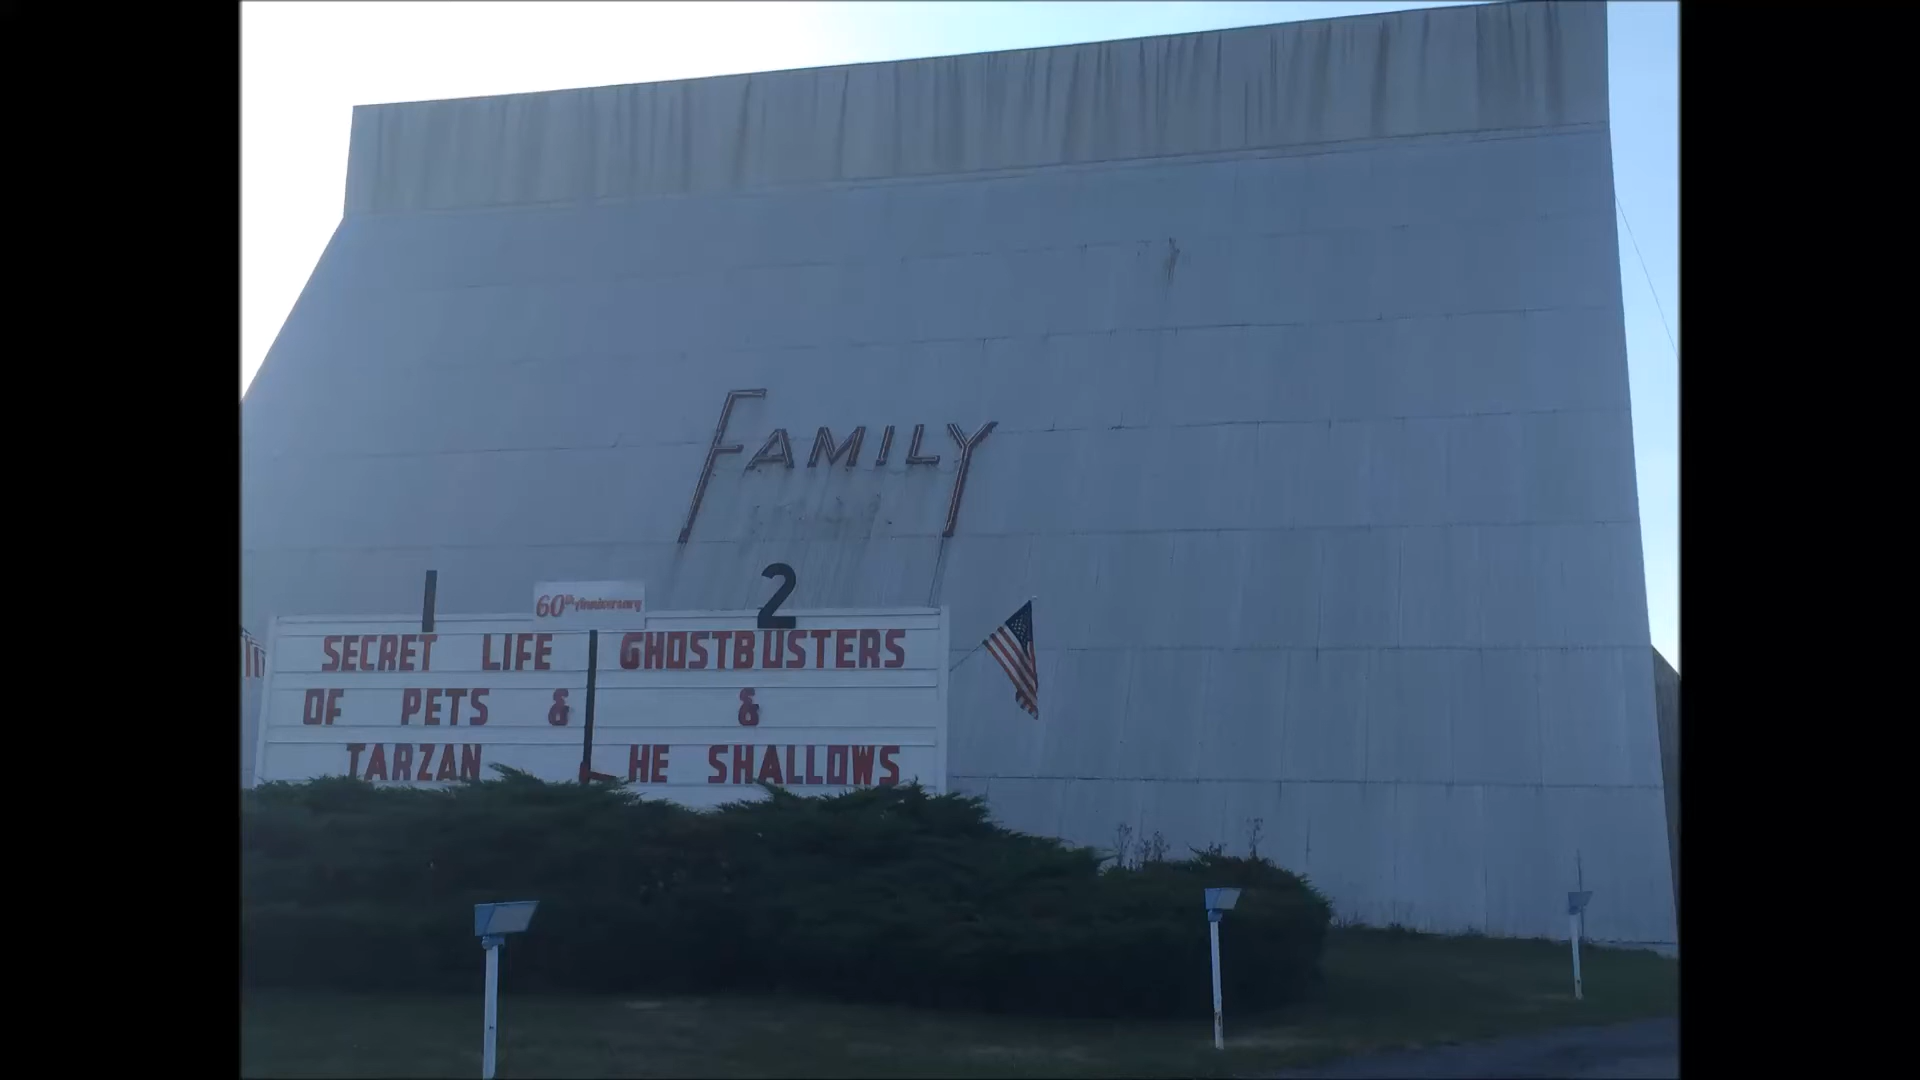 FAMILY
1
2
60th Anniversary
SECRET LIFE
OF PETS &
TARZAN
GHOSTBUSTERS
&
HE SHALLOWS